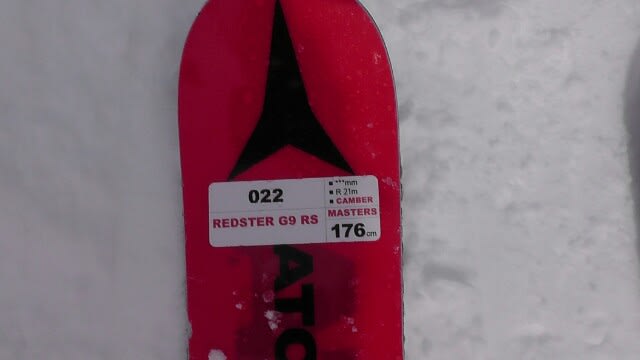 022
***mm
R 21m
CAMBER
REDSTER G9 RS
MASTERS
176cm
ATO